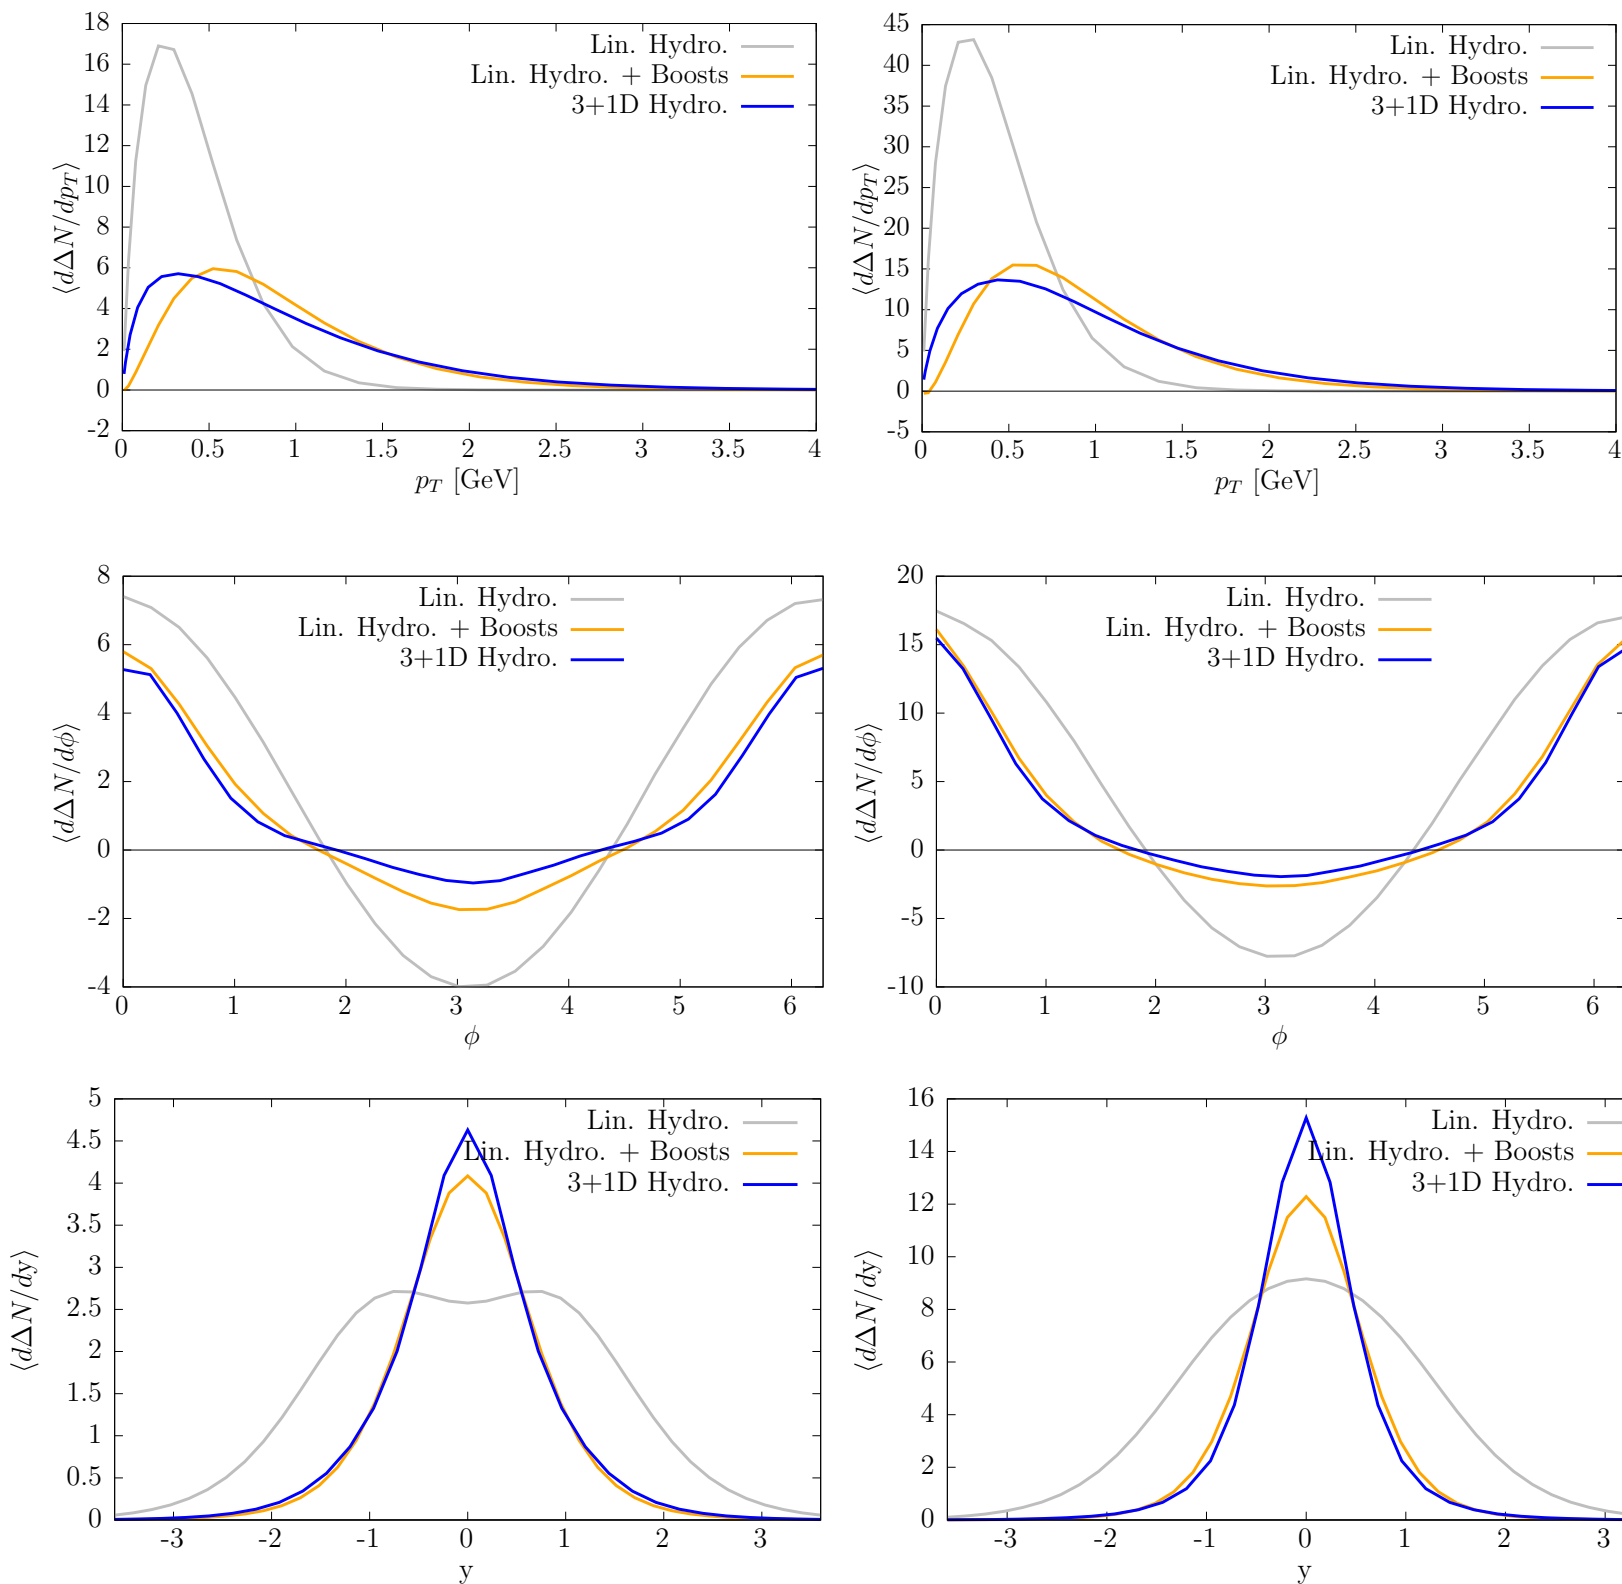 18
16
14
12
10
8
6
4
2
0
-2
⟨dΔN/dp_T⟩
Lin. Hydro.
Lin. Hydro. + Boosts
3+1D Hydro.
0 0.5 1 1.5 2 2.5 3 3.5 4
p_T [GeV]
45
40
35
30
25
20
15
10
5
0
-5
⟨dΔN/dp_T⟩
Lin. Hydro.
Lin. Hydro. + Boosts
3+1D Hydro.
0 0.5 1 1.5 2 2.5 3 3.5 4
p_T [GeV]
8
6
4
2
0
-2
-4
⟨dΔN/dϕ⟩
Lin. Hydro.
Lin. Hydro. + Boosts
3+1D Hydro.
0 1 2 3 4 5 6
ϕ
20
15
10
5
0
-5
-10
⟨dΔN/dϕ⟩
Lin. Hydro.
Lin. Hydro. + Boosts
3+1D Hydro.
0 1 2 3 4 5 6
ϕ
5
4.5
4
3.5
3
2.5
2
1.5
1
0.5
0
⟨dΔN/dy⟩
Lin. Hydro.
Lin. Hydro. + Boosts
3+1D Hydro.
-3 -2 -1 0 1 2 3
y
16
14
12
10
8
6
4
2
0
⟨dΔN/dy⟩
Lin. Hydro.
Lin. Hydro. + Boosts
3+1D Hydro.
-3 -2 -1 0 1 2 3
y